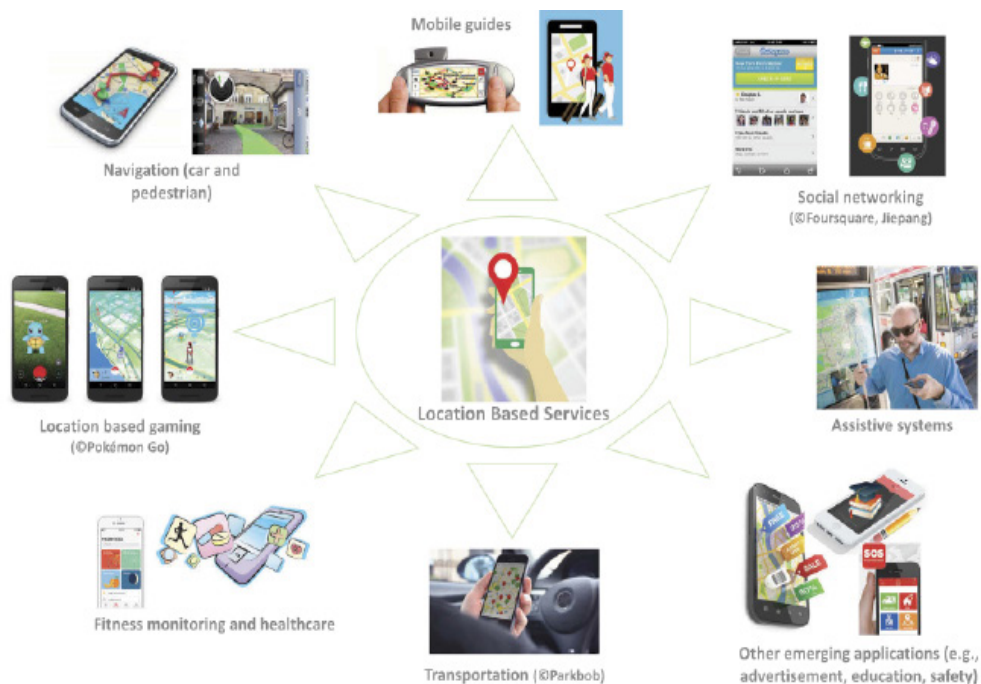 Mobile guides
Navigation (car and
pedestrian)
Social networking
(©Foursquare, Jiepang)
Location Based Services
Location based gaming
(©Pokémon Go)
Assistive systems
SALE
SOS
Fitness monitoring and healthcare
Transportation (©Parkbob)
Other emerging applications (e.g.,
advertisement, education, safety)